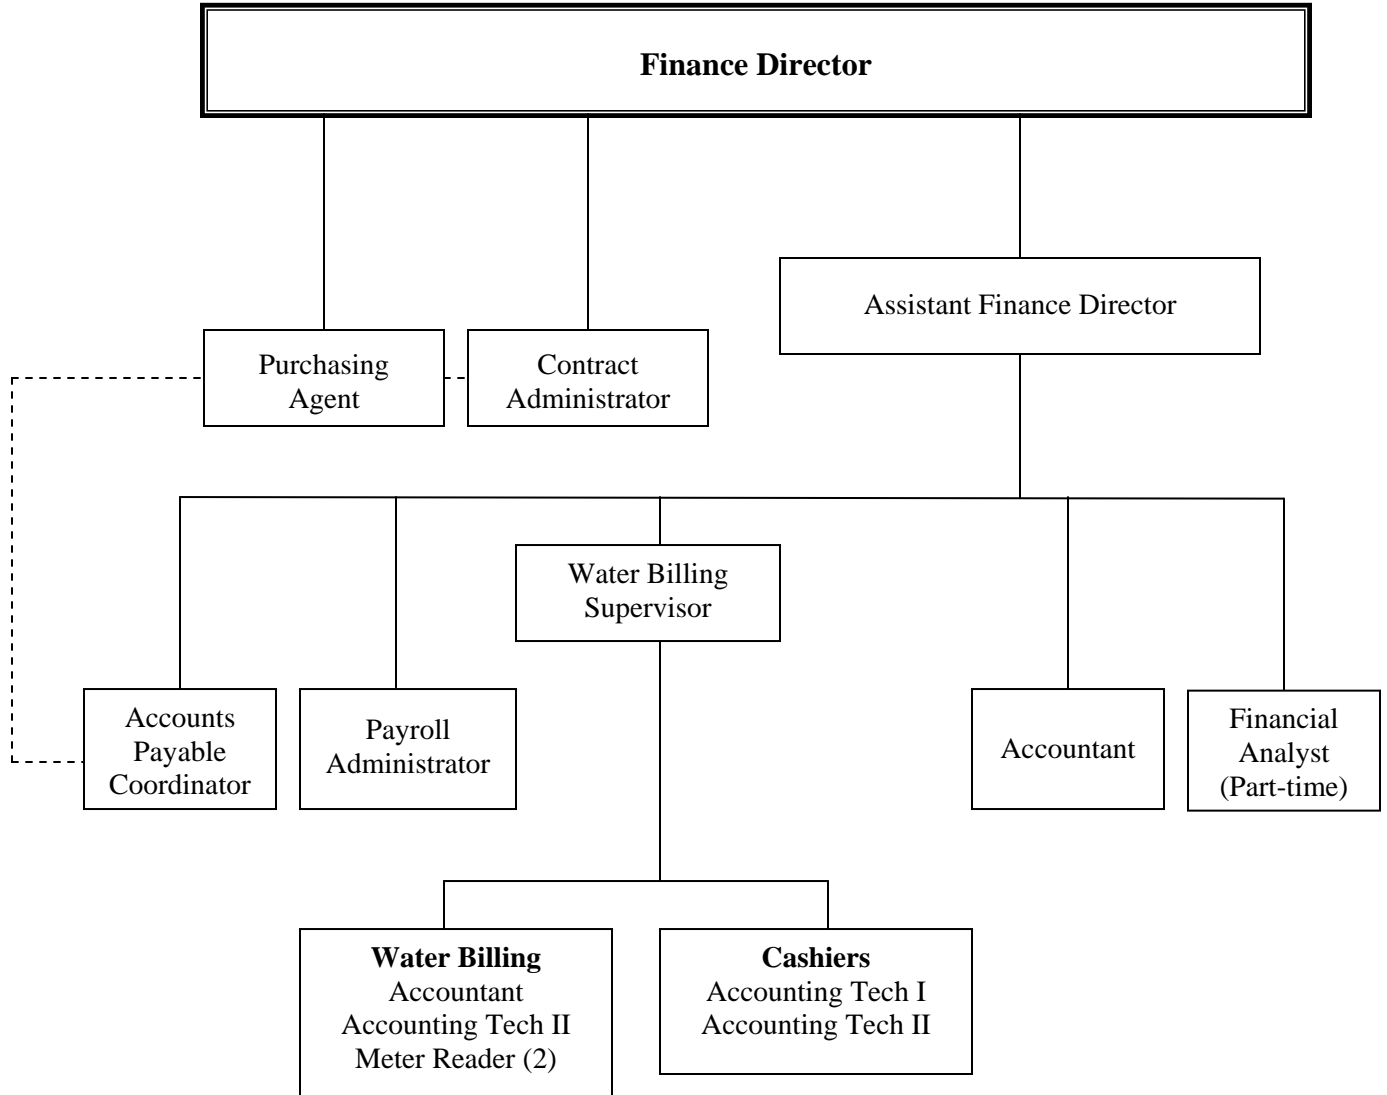 Finance Director
Assistant Finance Director
Purchasing
Agent
Contract
Administrator
Water Billing
Supervisor
Accounts
Payable
Coordinator
Payroll
Administrator
Accountant
Financial
Analyst
(Part-time)
Water Billing
Accountant
Accounting Tech II
Meter Reader (2)
Cashiers
Accounting Tech I
Accounting Tech II